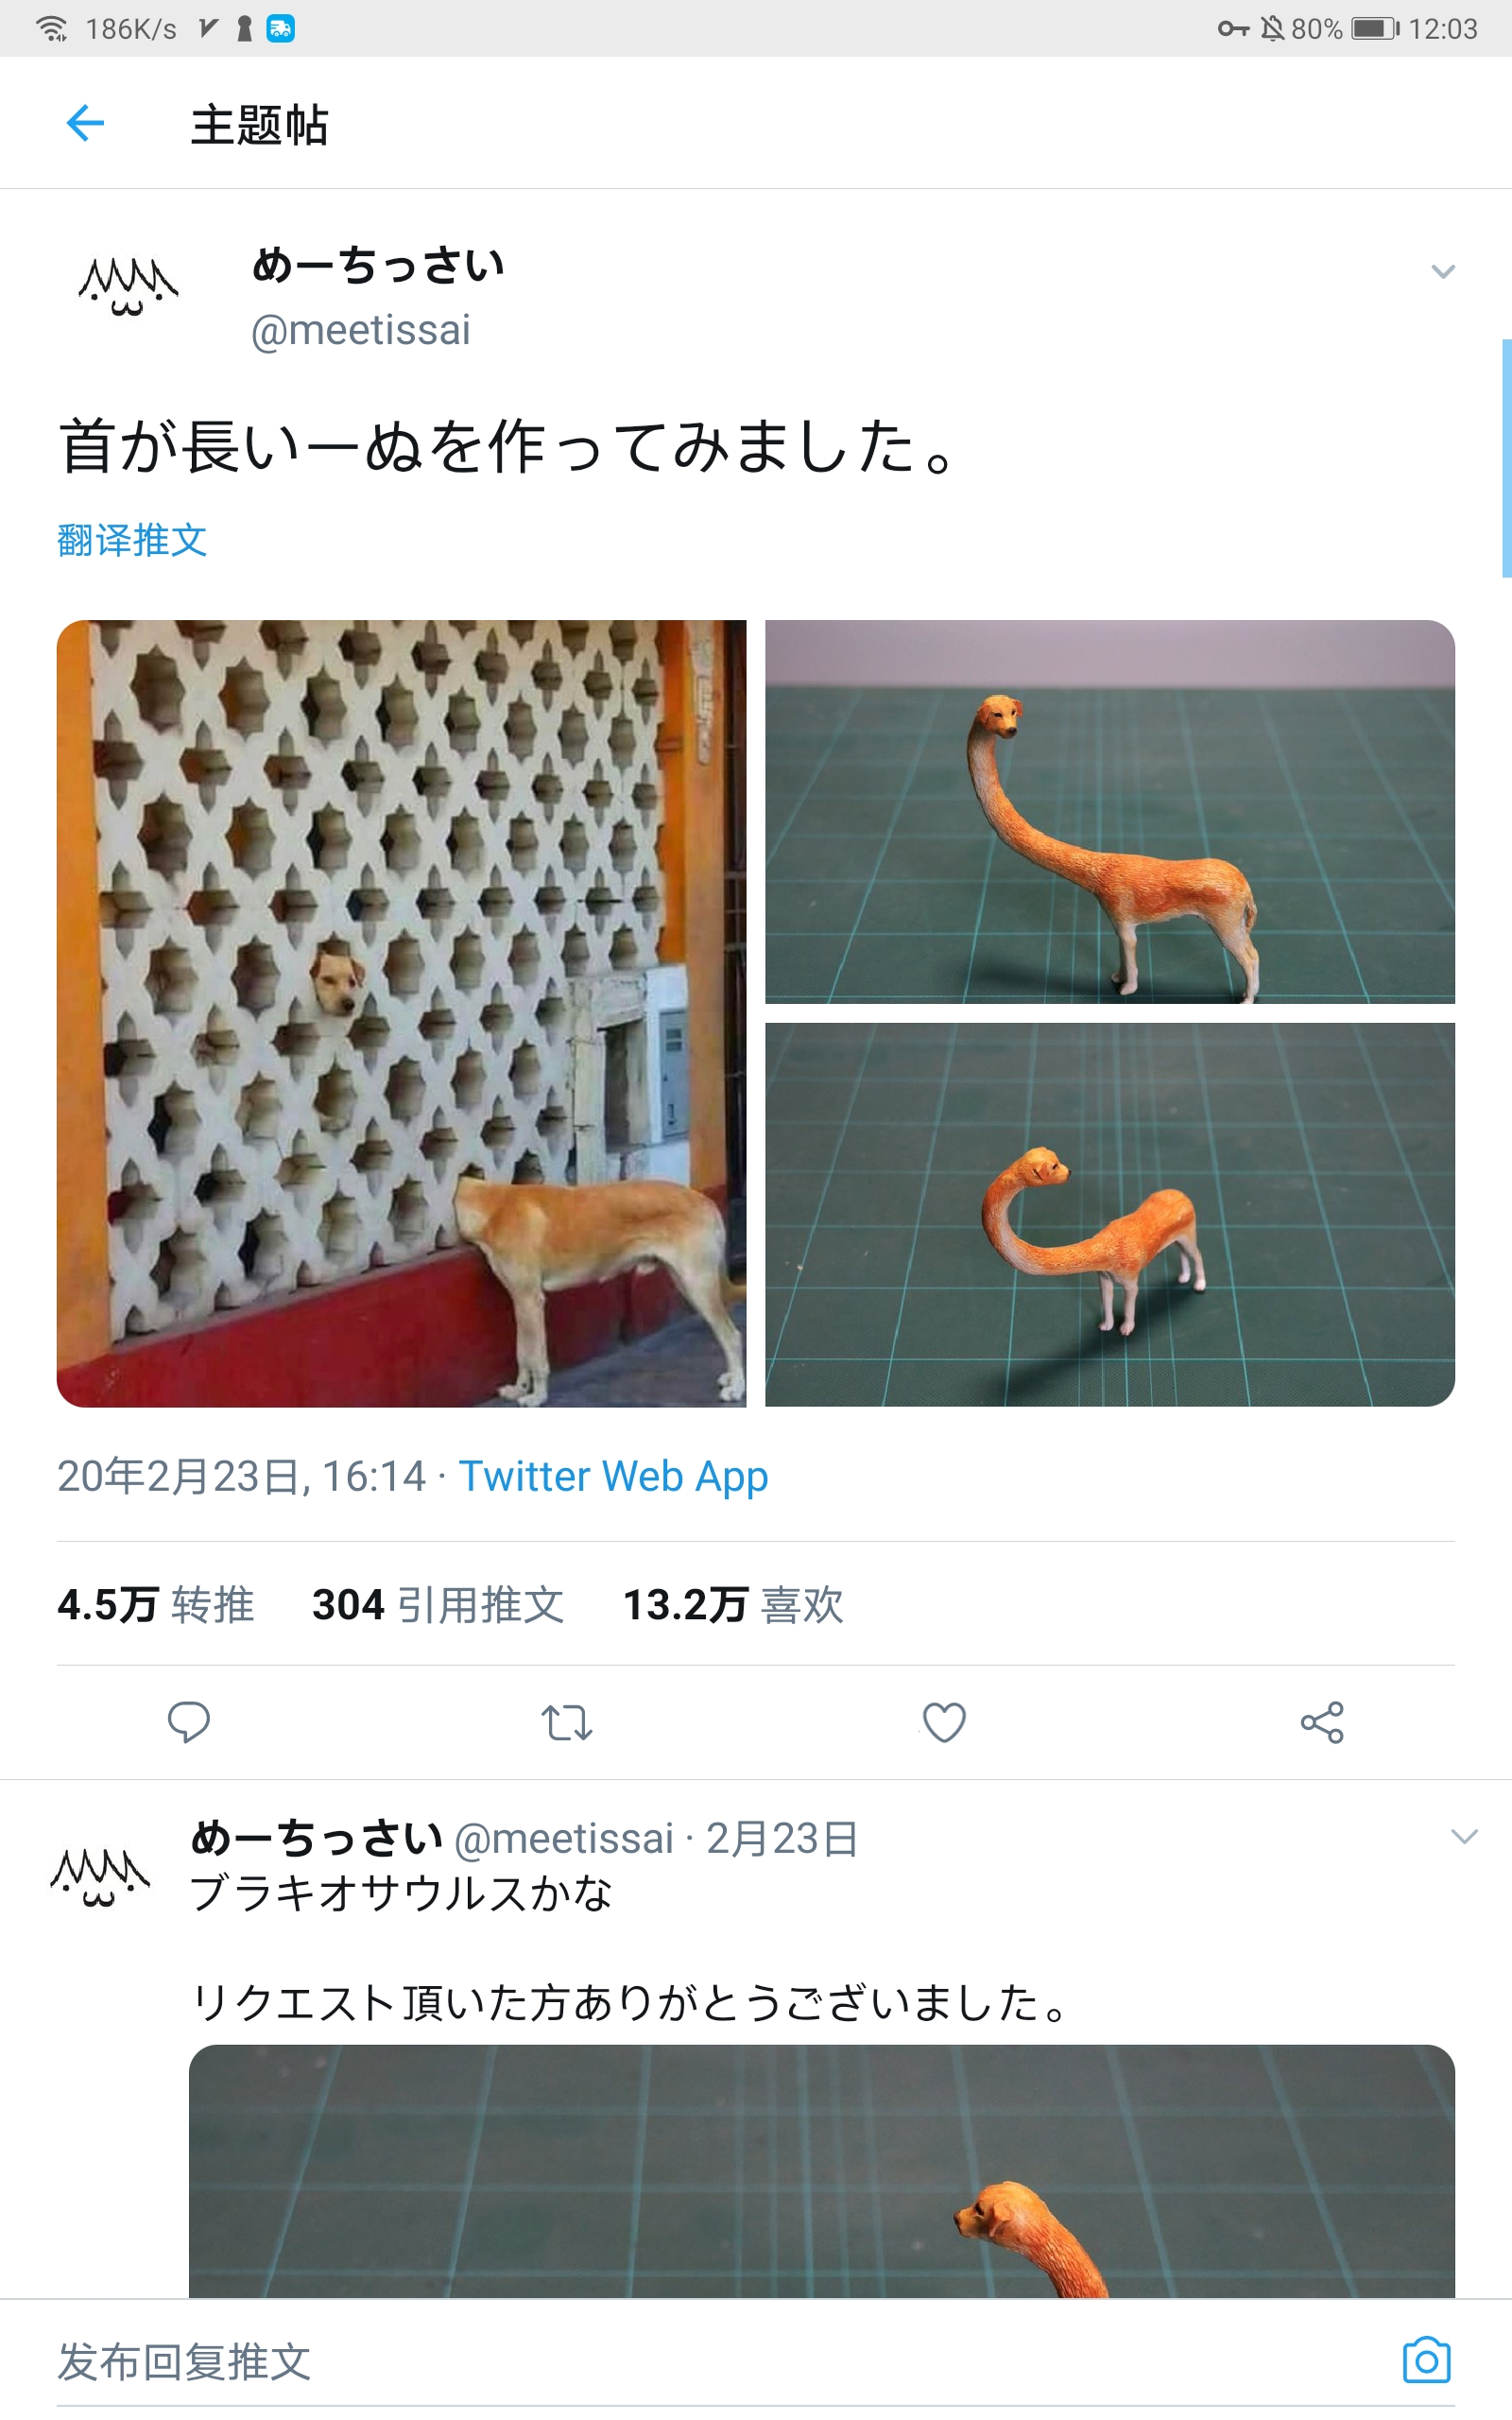 186K/s
80%
12:03
主题帖
めーちっさい
@meetissai
首が長いーぬを作ってみました。
翻译推文
20年2月23日, 16:14 · Twitter Web App
4.5万 转推 304 引用推文 13.2万 喜欢
めーちっさい @meetissai · 2月23日
ブラキオサウルスかな
リクエスト頂いた方ありがとうございました。
发布回复推文